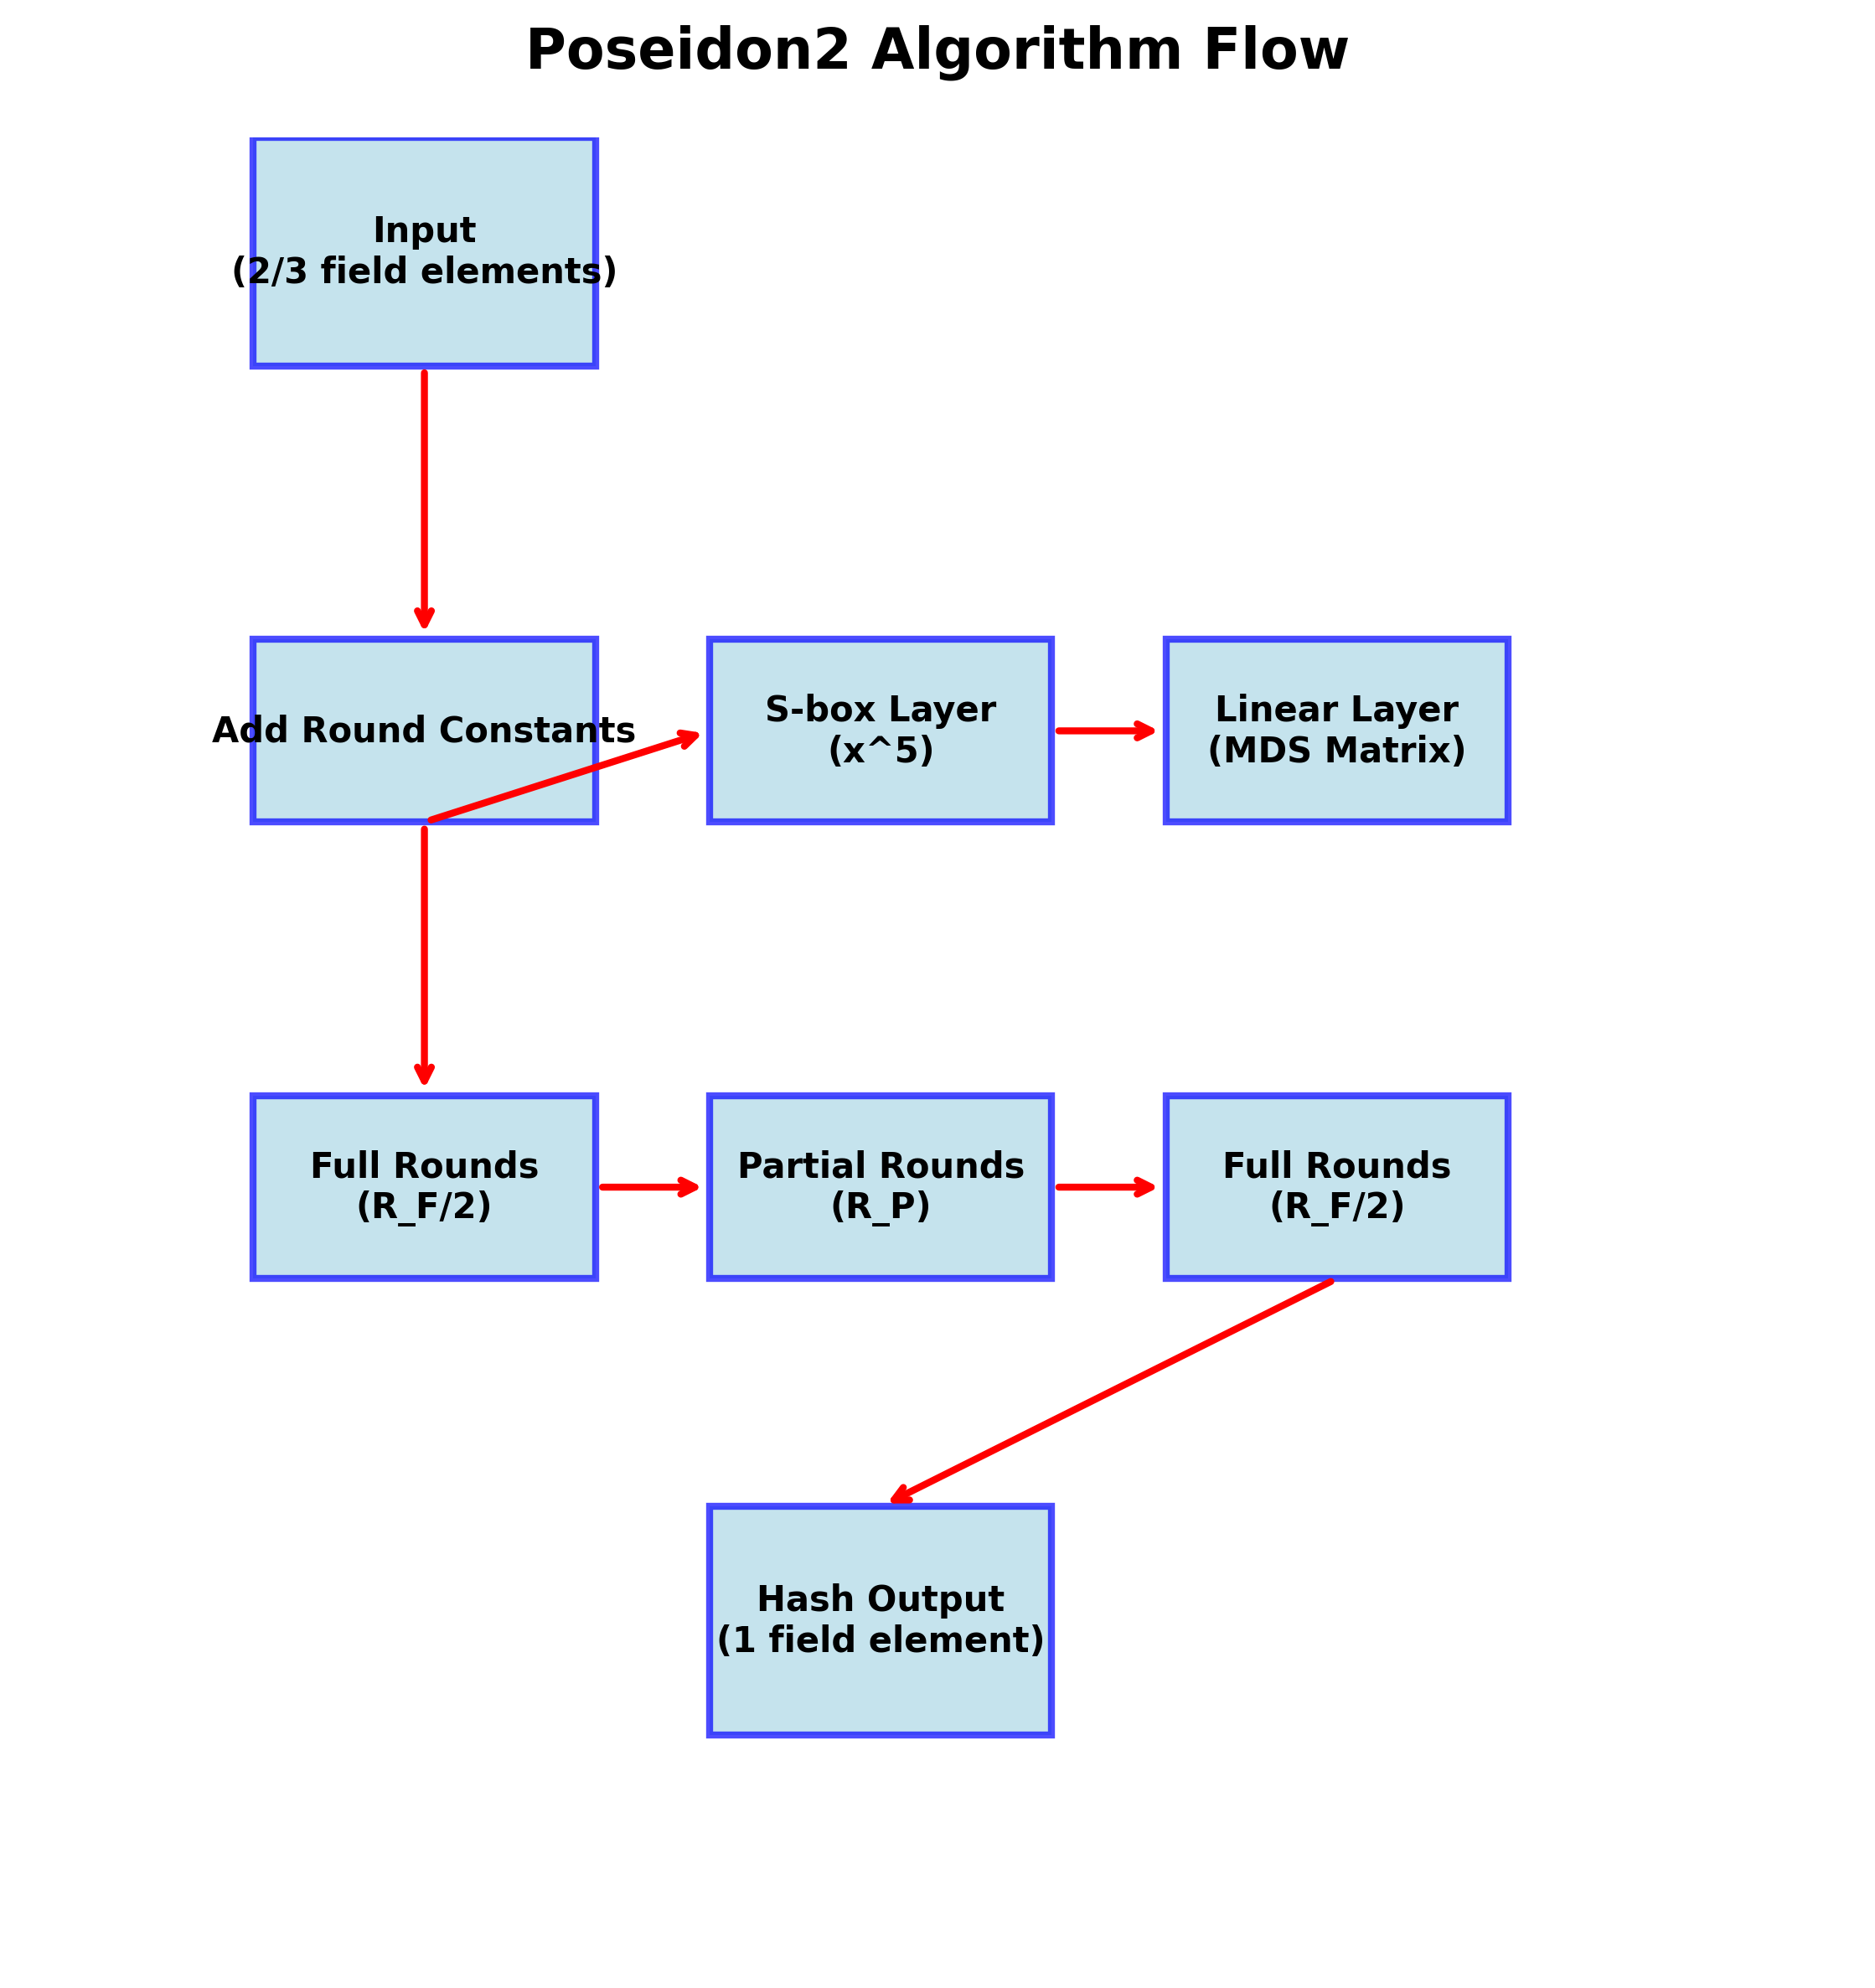 Poseidon2 Algorithm Flow
Input
(2/3 field elements)
Add Round Constants
S-box Layer
(x^5)
Linear Layer
(MDS Matrix)
Full Rounds
(R_F/2)
Partial Rounds
(R_P)
Full Rounds
(R_F/2)
Hash Output
(1 field element)